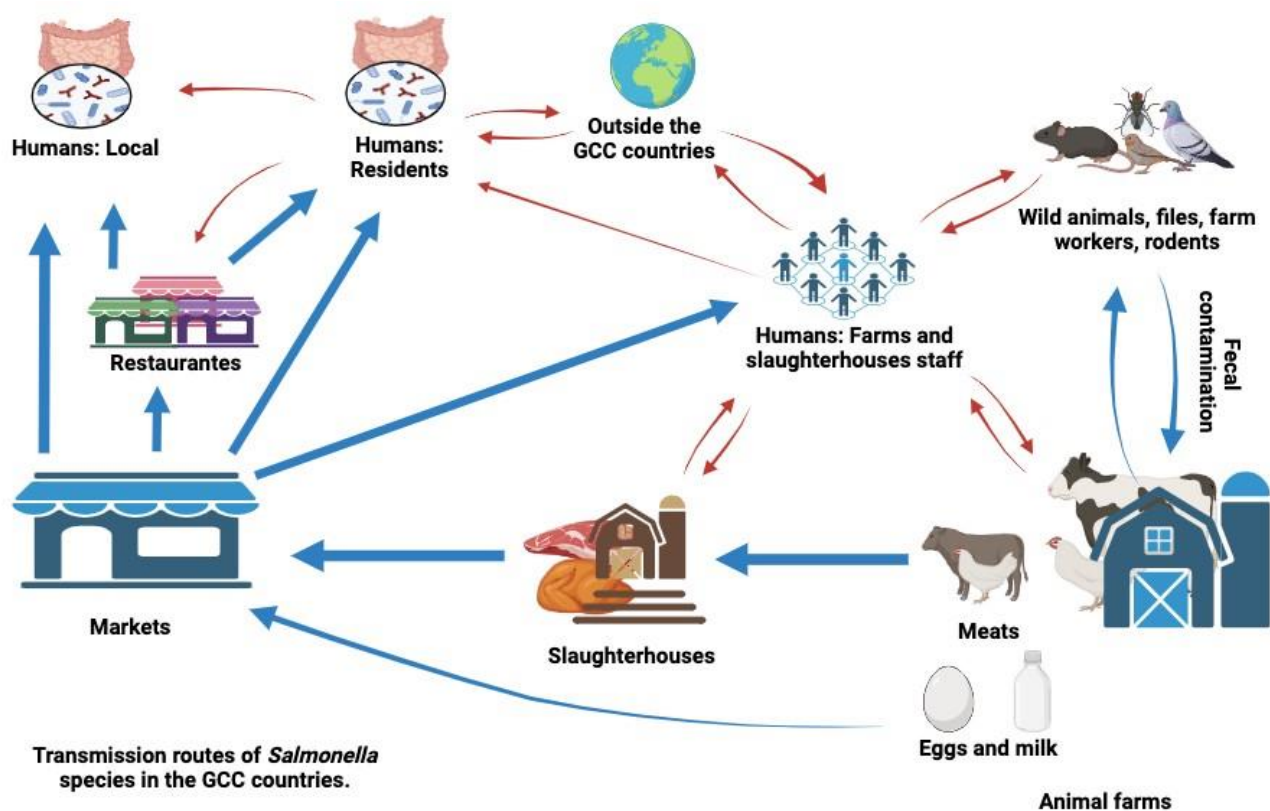 Humans: Local
Humans:
Residents
Outside the
GCC countries
Wild animals, files, farm
workers, rodents
Restaurantes
Humans: Farms and
slaughterhouses staff
Fecal
contamination
Markets
Slaughterhouses
Meats
Eggs and milk
Transmission routes of Salmonella
species in the GCC countries.
Animal farms